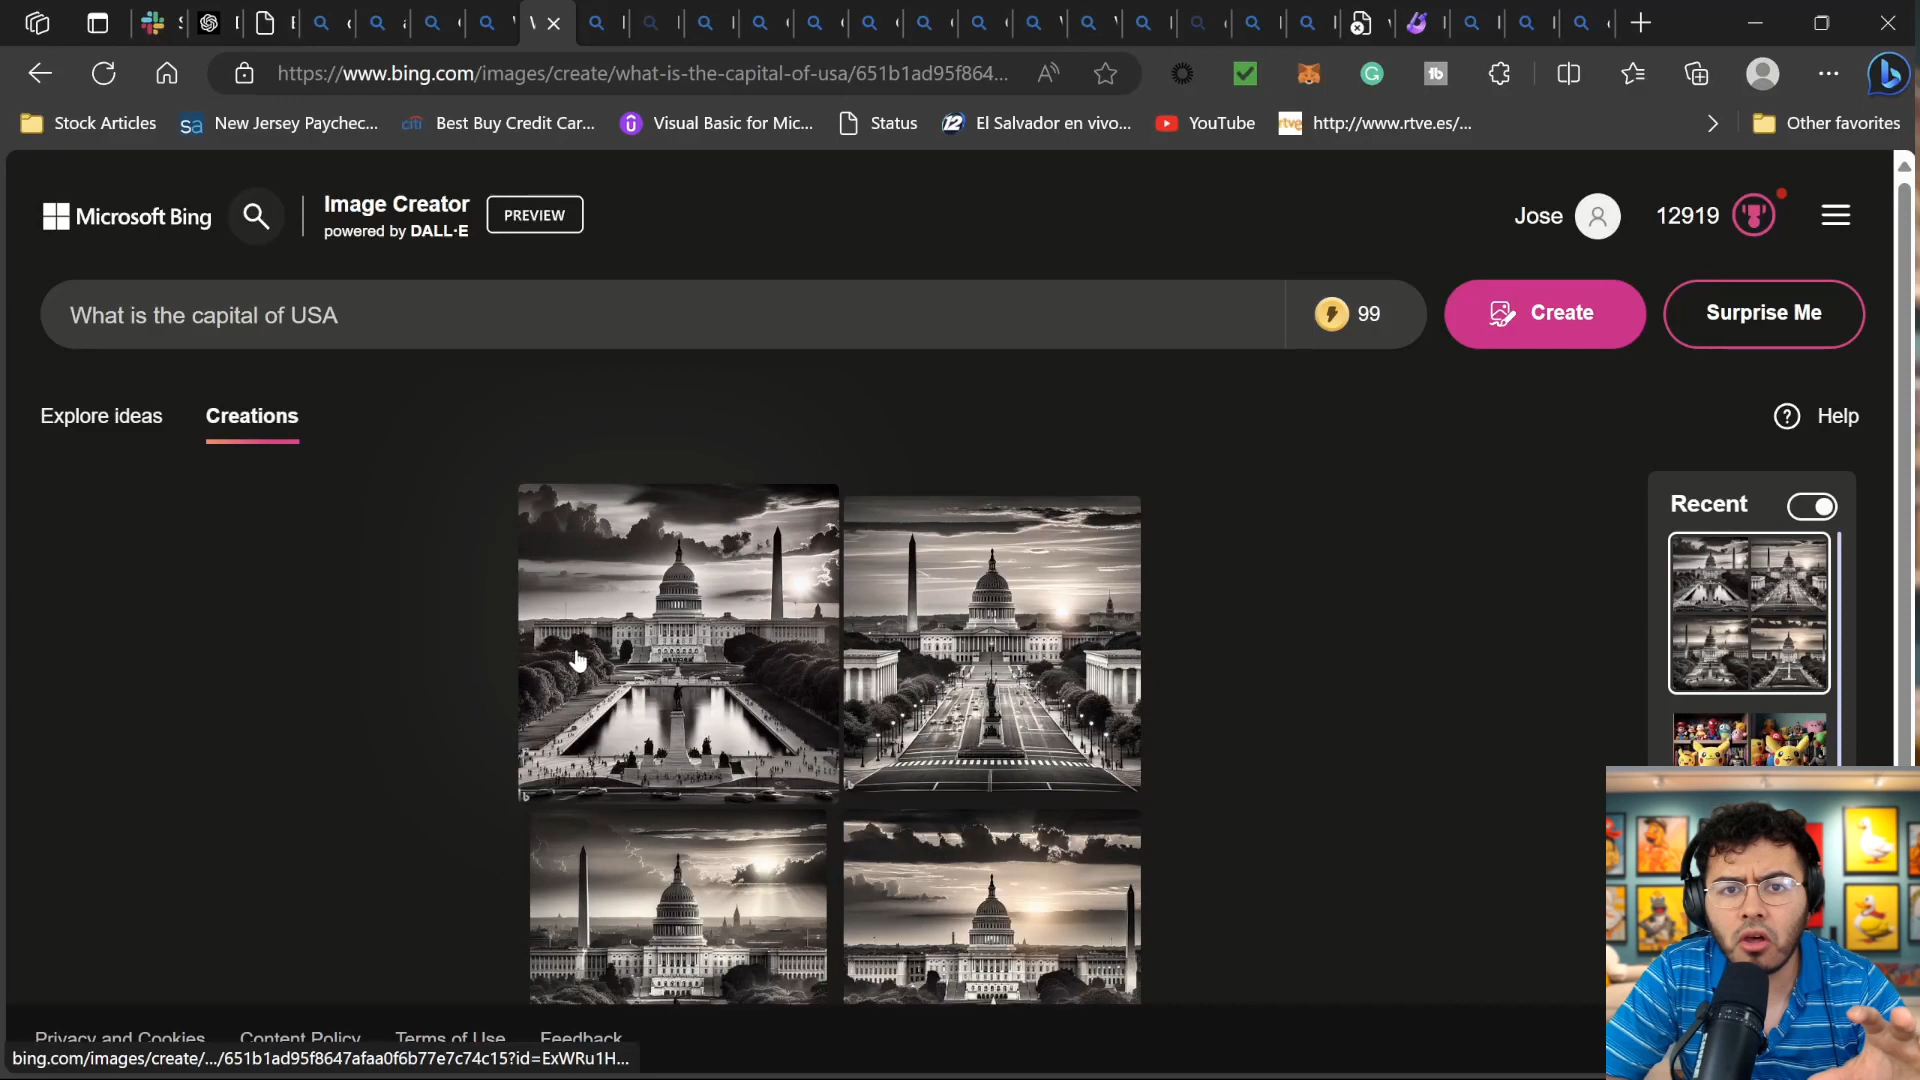 https://www.bing.com/images/create/what-is-the-capital-of-usa/651b1ad95f864...
Stock Articles
New Jersey Paychec...
citi
Best Buy Credit Car...
Visual Basic for Mic...
Status
12
El Salvador en vivo...
YouTube
rtve
http://www.rtve.es/...
Other favorites
Microsoft Bing
Image Creator
powered by DALL·E
PREVIEW
Jose
12919
What is the capital of USA
99
Create
Surprise Me
Explore ideas
Creations
Help
Recent
Privacy and Cookies
Content Policy
Terms of Use
Feedback
bing.com/images/create/.../651b1ad95f8647afaa0f6b77e7c74c15?id=ExWRu1H...